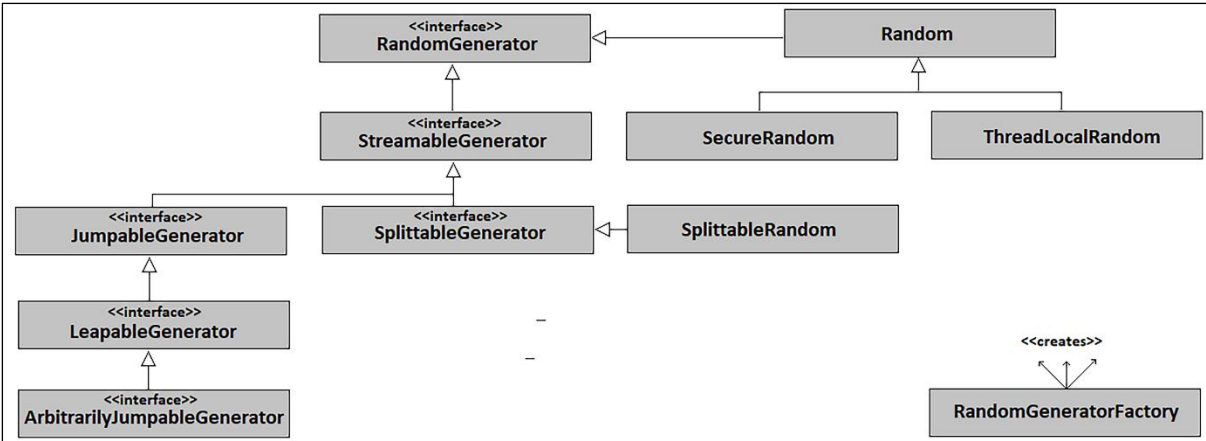 <<interface>>
RandomGenerator
Random
<<interface>>
StreamableGenerator
SecureRandom
ThreadLocalRandom
<<interface>>
JumpableGenerator
<<interface>>
SplittableGenerator
SplittableRandom
<<interface>>
LeapableGenerator
<<interface>>
ArbitrarilyJumpableGenerator
<<creates>>
RandomGeneratorFactory